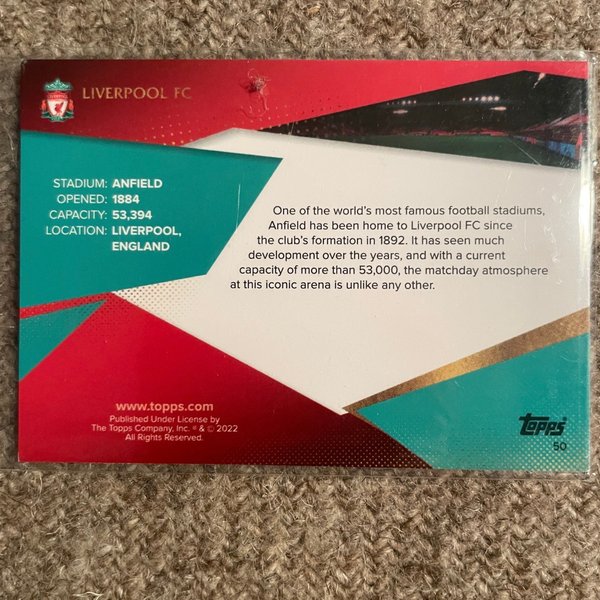 LIVERPOOL FC
STADIUM: ANFIELD
OPENED: 1884
CAPACITY: 53,394
LOCATION: LIVERPOOL,
ENGLAND
One of the world's most famous football stadiums,
Anfield has been home to Liverpool FC since
the club's formation in 1892. It has seen much
development over the years, and with a current
capacity of more than 53,000, the matchday atmosphere
at this iconic arena is unlike any other.
www.topps.com
Published Under License by
The Topps Company, Inc. ® & © 2022
All Rights Reserved.
topps
50